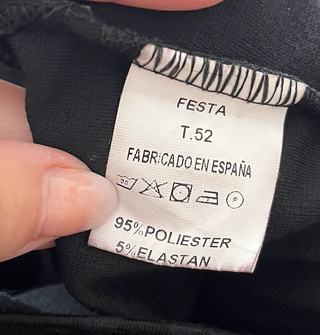 FESTA
T.52
FABRICADO EN ESPAÑA
P
95%POLIESTER
5%ELASTAN